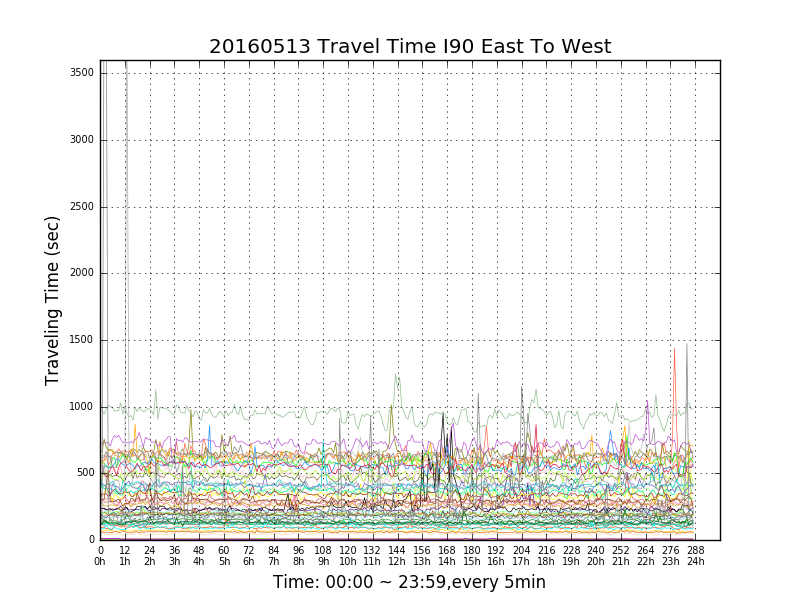 20160513 Travel Time I90 East To West
3500
3000
2500
2000
1500
1000
500
0
Traveling Time (sec)
0 12 24 36 48 60 72 84 96 108 120 132 144 156 168 180 192 204 216 228 240 252 264 276 288
0h 1h 2h 3h 4h 5h 6h 7h 8h 9h 10h 11h 12h 13h 14h 15h 16h 17h 18h 19h 20h 21h 22h 23h 24h
Time: 00:00 ~ 23:59,every 5min